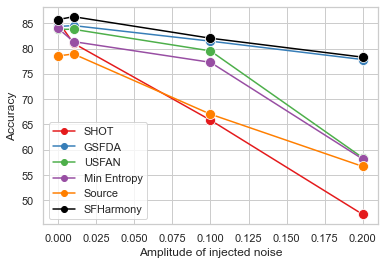 Accuracy
85
80
75
70
65
60
55
50
SHOT
GSFDA
USFAN
Min Entropy
Source
SFHarmony
0.000 0.025 0.050 0.075 0.100 0.125 0.150 0.175 0.200
Amplitude of injected noise